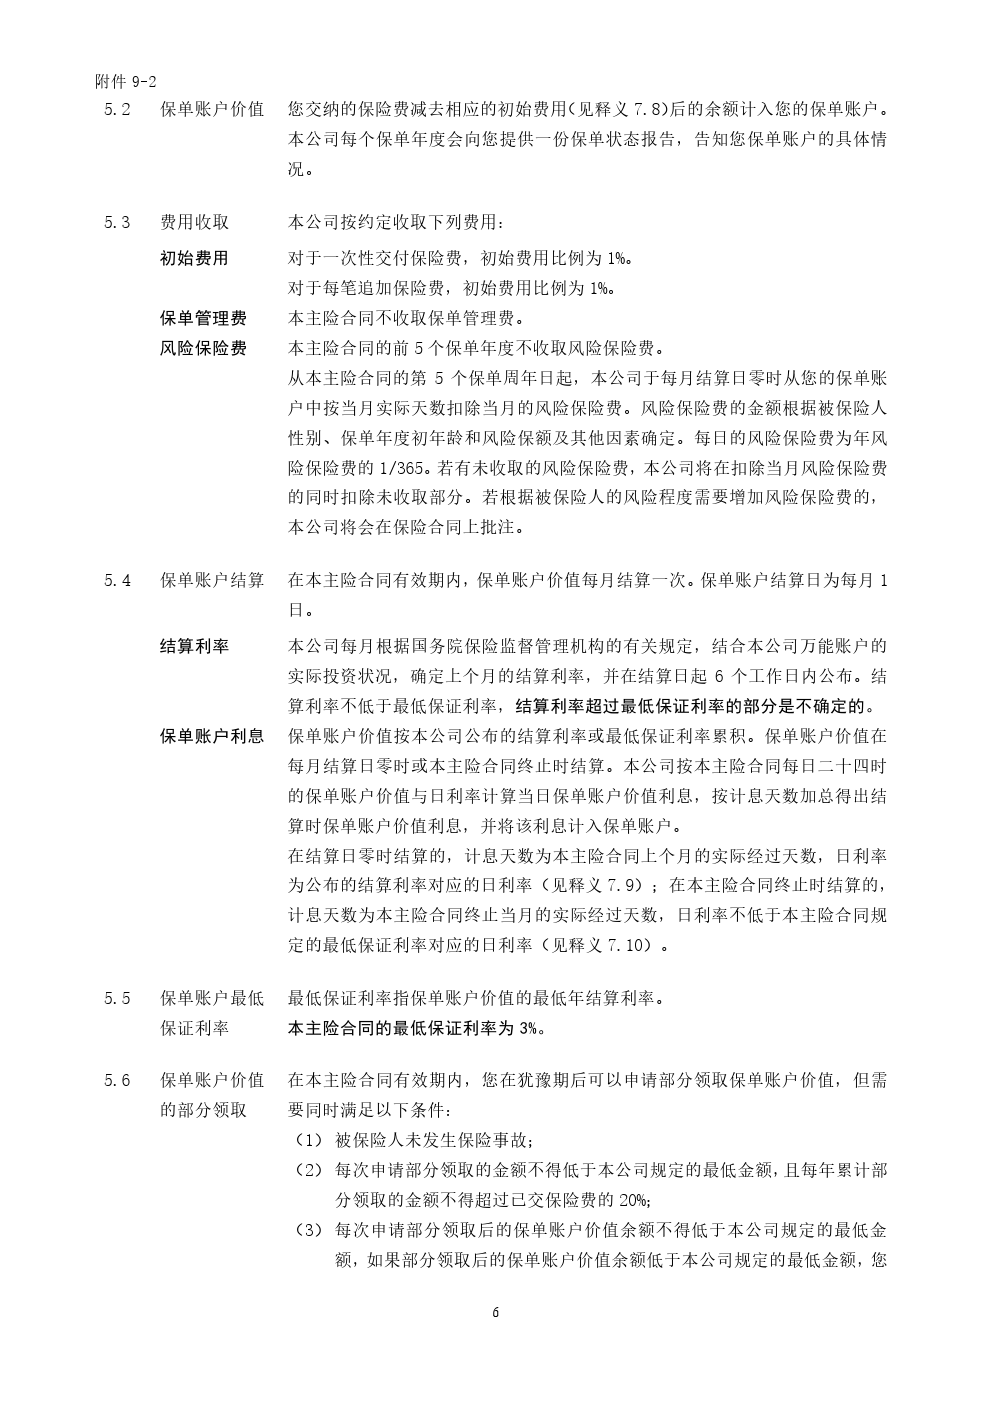 附件 9-2
5.2 保单账户价值 您交纳的保险费减去相应的初始费用(见释义 7.8)后的余额计入您的保单账户。
本公司每个保单年度会向您提供一份保单状态报告，告知您保单账户的具体情
况。
5.3 费用收取 本公司按约定收取下列费用：
初始费用 对于一次性交付保险费，初始费用比例为 1%。
对于每笔追加保险费，初始费用比例为 1%。
保单管理费 本主险合同不收取保单管理费。
风险保险费 本主险合同的前 5 个保单年度不收取风险保险费。
从本主险合同的第 5 个保单周年日起，本公司于每月结算日零时从您的保单账
户中按当月实际天数扣除当月的风险保险费。风险保险费的金额根据被保险人
性别、保单年度初年龄和风险保额及其他因素确定。每日的风险保险费为年风
险保险费的 1/365。若有未收取的风险保险费，本公司将在扣除当月风险保险费
的同时扣除未收取部分。若根据被保险人的风险程度需要增加风险保险费的，
本公司将会在保险合同上批注。
5.4 保单账户结算 在本主险合同有效期内，保单账户价值每月结算一次。保单账户结算日为每月 1
日。
结算利率 本公司每月根据国务院保险监督管理机构的有关规定，结合本公司万能账户的
实际投资状况，确定上个月的结算利率，并在结算日起 6 个工作日内公布。结
算利率不低于最低保证利率，结算利率超过最低保证利率的部分是不确定的。
保单账户利息 保单账户价值按本公司公布的结算利率或最低保证利率累积。保单账户价值在
每月结算日零时或本主险合同终止时结算。本公司按本主险合同每日二十四时
的保单账户价值与日利率计算当日保单账户价值利息，按计息天数加总得出结
算时保单账户价值利息，并将该利息计入保单账户。
在结算日零时结算的，计息天数为本主险合同上个月的实际经过天数，日利率
为公布的结算利率对应的日利率（见释义 7.9）；在本主险合同终止时结算的，
计息天数为本主险合同终止当月的实际经过天数，日利率不低于本主险合同规
定的最低保证利率对应的日利率（见释义 7.10）。
5.5 保单账户最低 最低保证利率指保单账户价值的最低年结算利率。
保证利率 本主险合同的最低保证利率为 3%。
5.6 保单账户价值 在本主险合同有效期内，您在犹豫期后可以申请部分领取保单账户价值，但需
的部分领取 要同时满足以下条件：
（1） 被保险人未发生保险事故；
（2） 每次申请部分领取的金额不得低于本公司规定的最低金额，且每年累计部
分领取的金额不得超过已交保险费的 20%；
（3） 每次申请部分领取后的保单账户价值余额不得低于本公司规定的最低金
额，如果部分领取后的保单账户价值余额低于本公司规定的最低金额，您
6